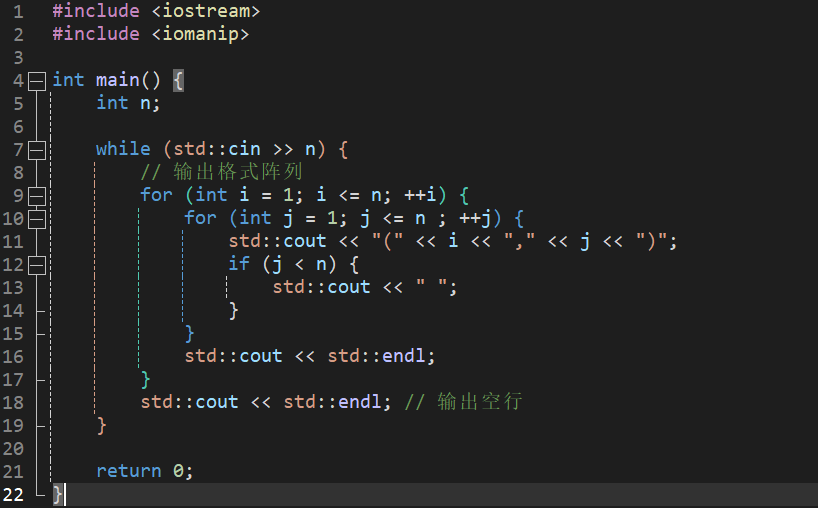 1 #include <iostream>
2 #include <iomanip>
3
4 int main() {
5     int n;
6
7     while (std::cin >> n) {
8         // 输出格式阵列
9         for (int i = 1; i <= n; ++i) {
10             for (int j = 1; j <= n ; ++j) {
11                 std::cout << "(" << i << "," << j << ")";
12                 if (j < n) {
13                     std::cout << " ";
14                 }
15             }
16             std::cout << std::endl;
17         }
18         std::cout << std::endl; // 输出空行
19     }
20
21     return 0;
22 }